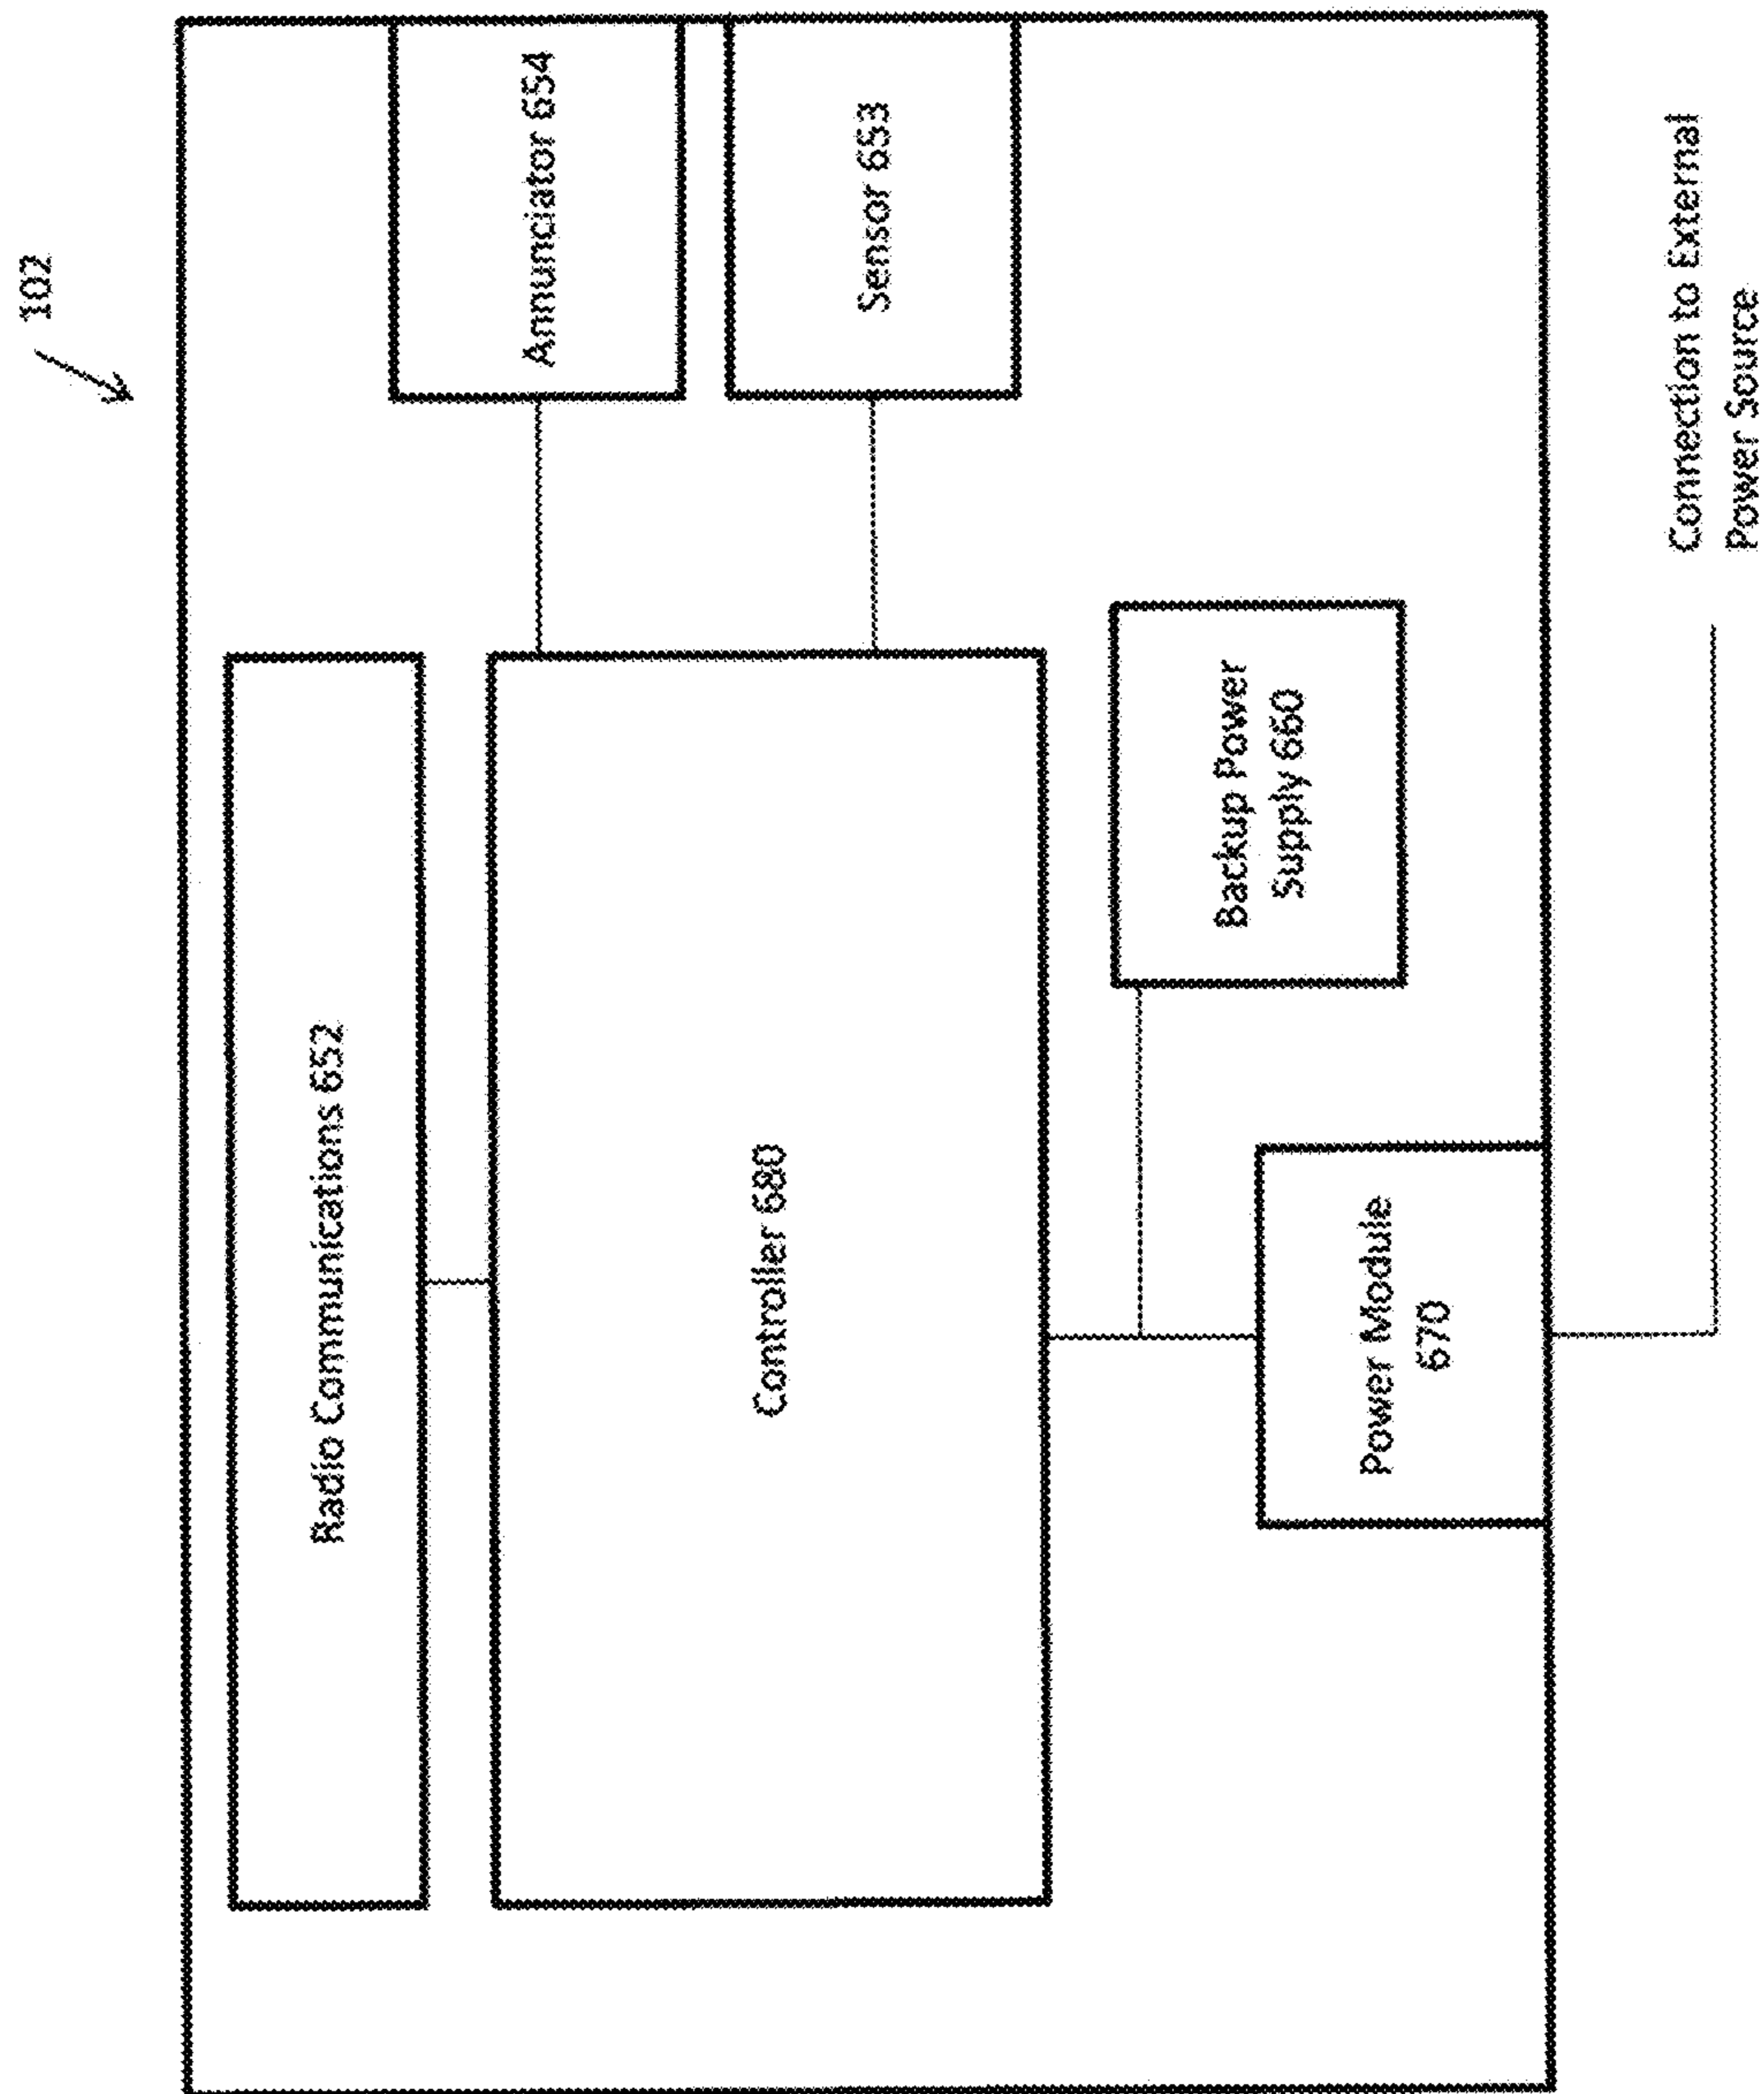 102
Radio Communications 652
Annunciator 654
Controller 680
Sensor 653
Backup Power
Supply 660
Power Module
670
Connection to External
Power Source